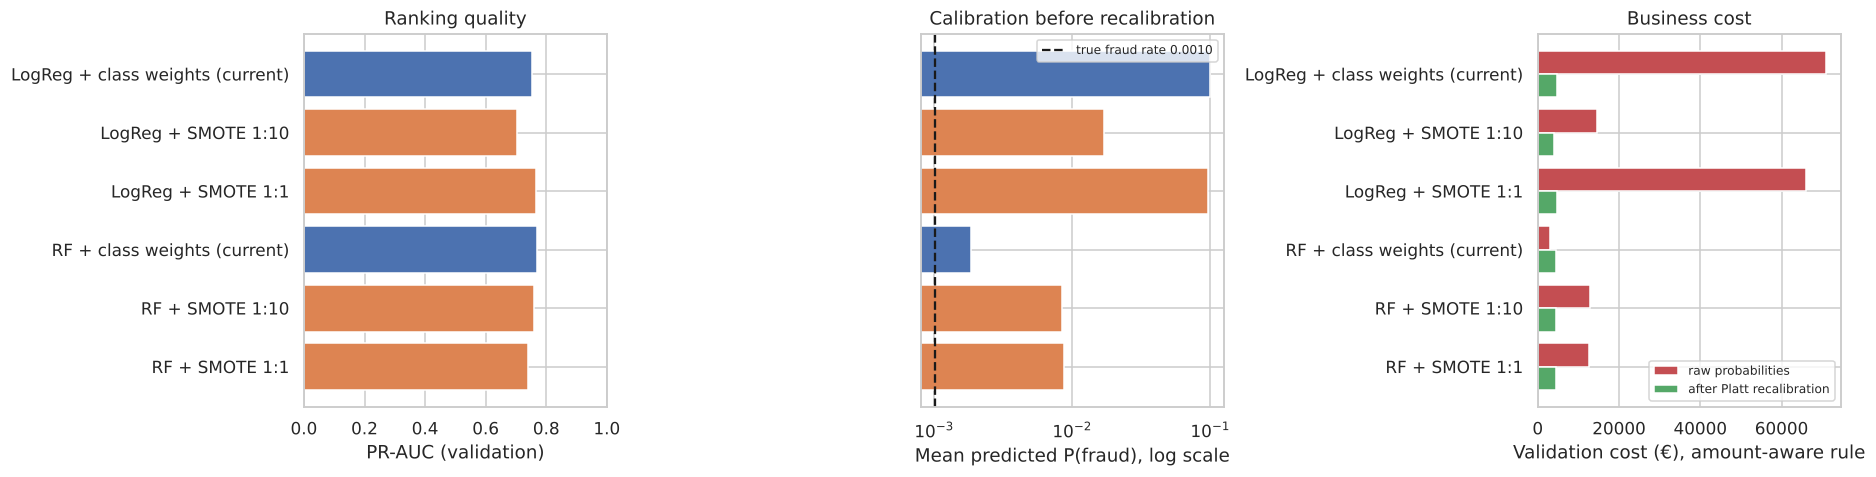 Ranking quality
LogReg + class weights (current)
LogReg + SMOTE 1:10
LogReg + SMOTE 1:1
RF + class weights (current)
RF + SMOTE 1:10
RF + SMOTE 1:1
0.0 0.2 0.4 0.6 0.8 1.0
PR-AUC (validation)
Calibration before recalibration
true fraud rate 0.0010
10⁻³ 10⁻² 10⁻¹
Mean predicted P(fraud), log scale
Business cost
LogReg + class weights (current)
LogReg + SMOTE 1:10
LogReg + SMOTE 1:1
RF + class weights (current)
RF + SMOTE 1:10
RF + SMOTE 1:1
raw probabilities
after Platt recalibration
0 20000 40000 60000
Validation cost (€), amount-aware rule